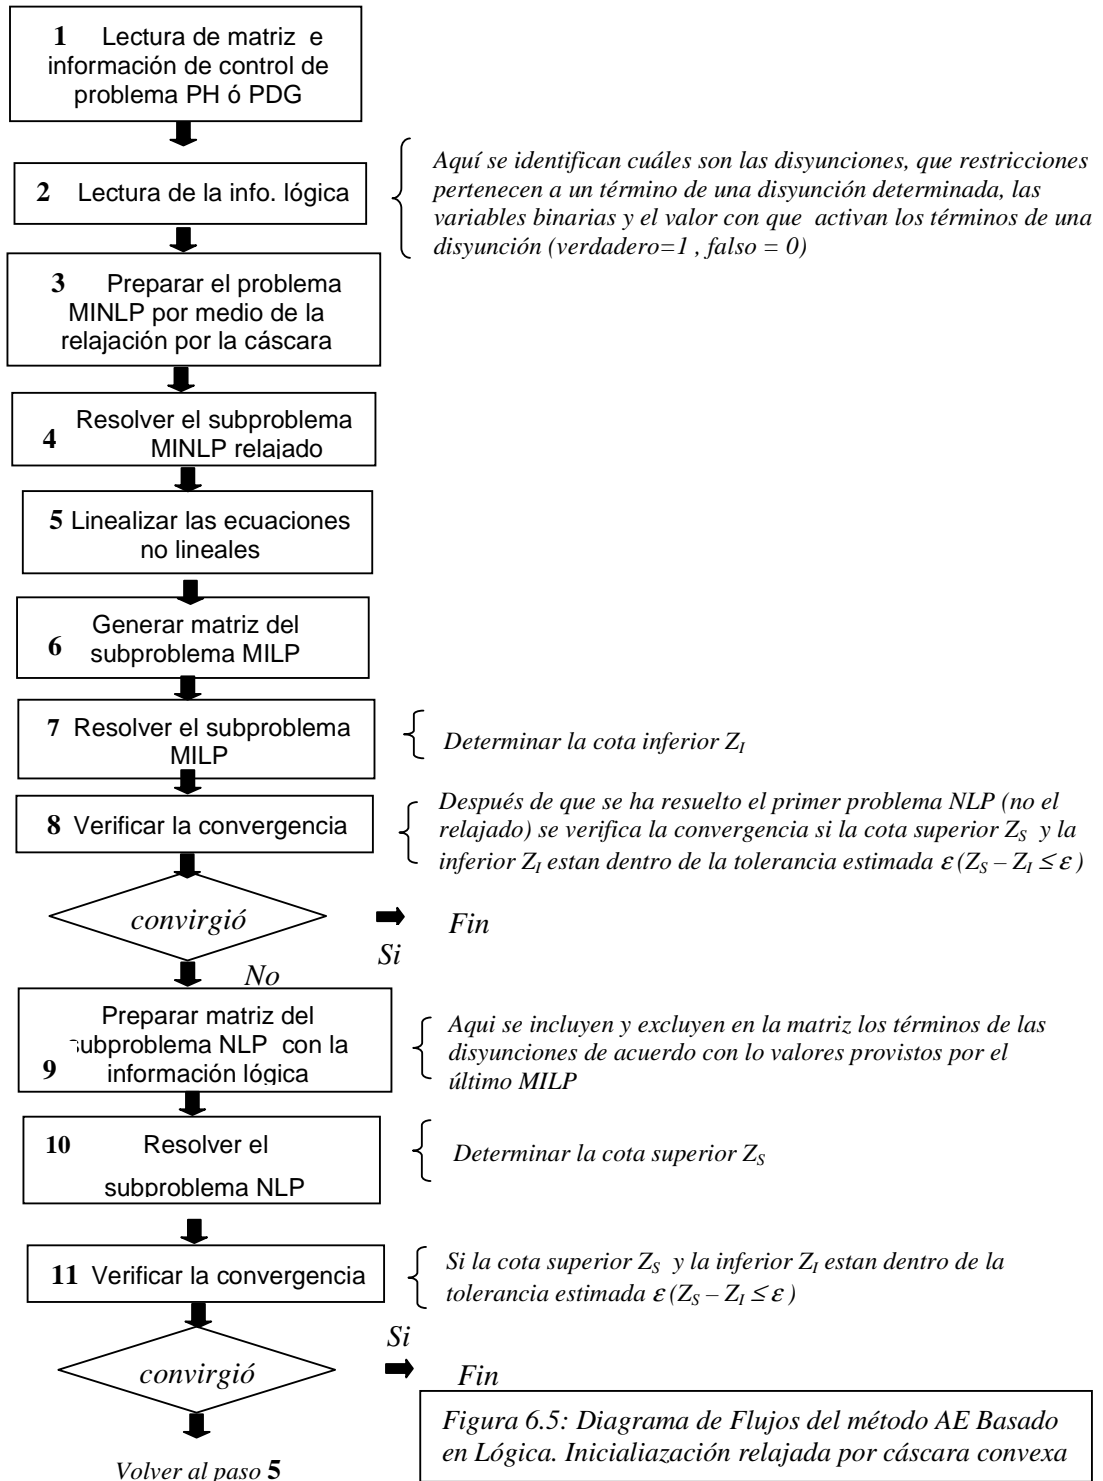 1 Lectura de matriz e
información de control de
problema PH ó PDG
2 Lectura de la info. lógica
Aquí se identifican cuáles son las disyunciones, que restricciones
pertenecen a un término de una disyunción determinada, las
variables binarias y el valor con que activan los términos de una
disyunción (verdadero=1 , falso = 0)
3 Preparar el problema
MINLP por medio de la
relajación por la cáscara
4 Resolver el subproblema
MINLP relajado
5 Linealizar las ecuaciones
no lineales
6 Generar matriz del
subproblema MILP
7 Resolver el subproblema
MILP
Determinar la cota inferior Z_I
8 Verificar la convergencia
Después de que se ha resuelto el primer problema NLP (no el
relajado) se verifica la convergencia si la cota superior Z_S y la
inferior Z_I estan dentro de la tolerancia estimada ε (Z_S – Z_I ≤ ε )
convirgió
Si
Fin
No
Preparar matriz del
subproblema NLP con la
9 información lógica
Aqui se incluyen y excluyen en la matriz los términos de las
disyunciones de acuerdo con lo valores provistos por el
último MILP
10 Resolver el
subproblema NLP
Determinar la cota superior Z_S
11 Verificar la convergencia
Si la cota superior Z_S y la inferior Z_I estan dentro de la
tolerancia estimada ε (Z_S – Z_I ≤ ε )
convirgió
Si
Fin
Volver al paso 5
Figura 6.5: Diagrama de Flujos del método AE Basado
en Lógica. Inicialiazación relajada por cáscara convexa